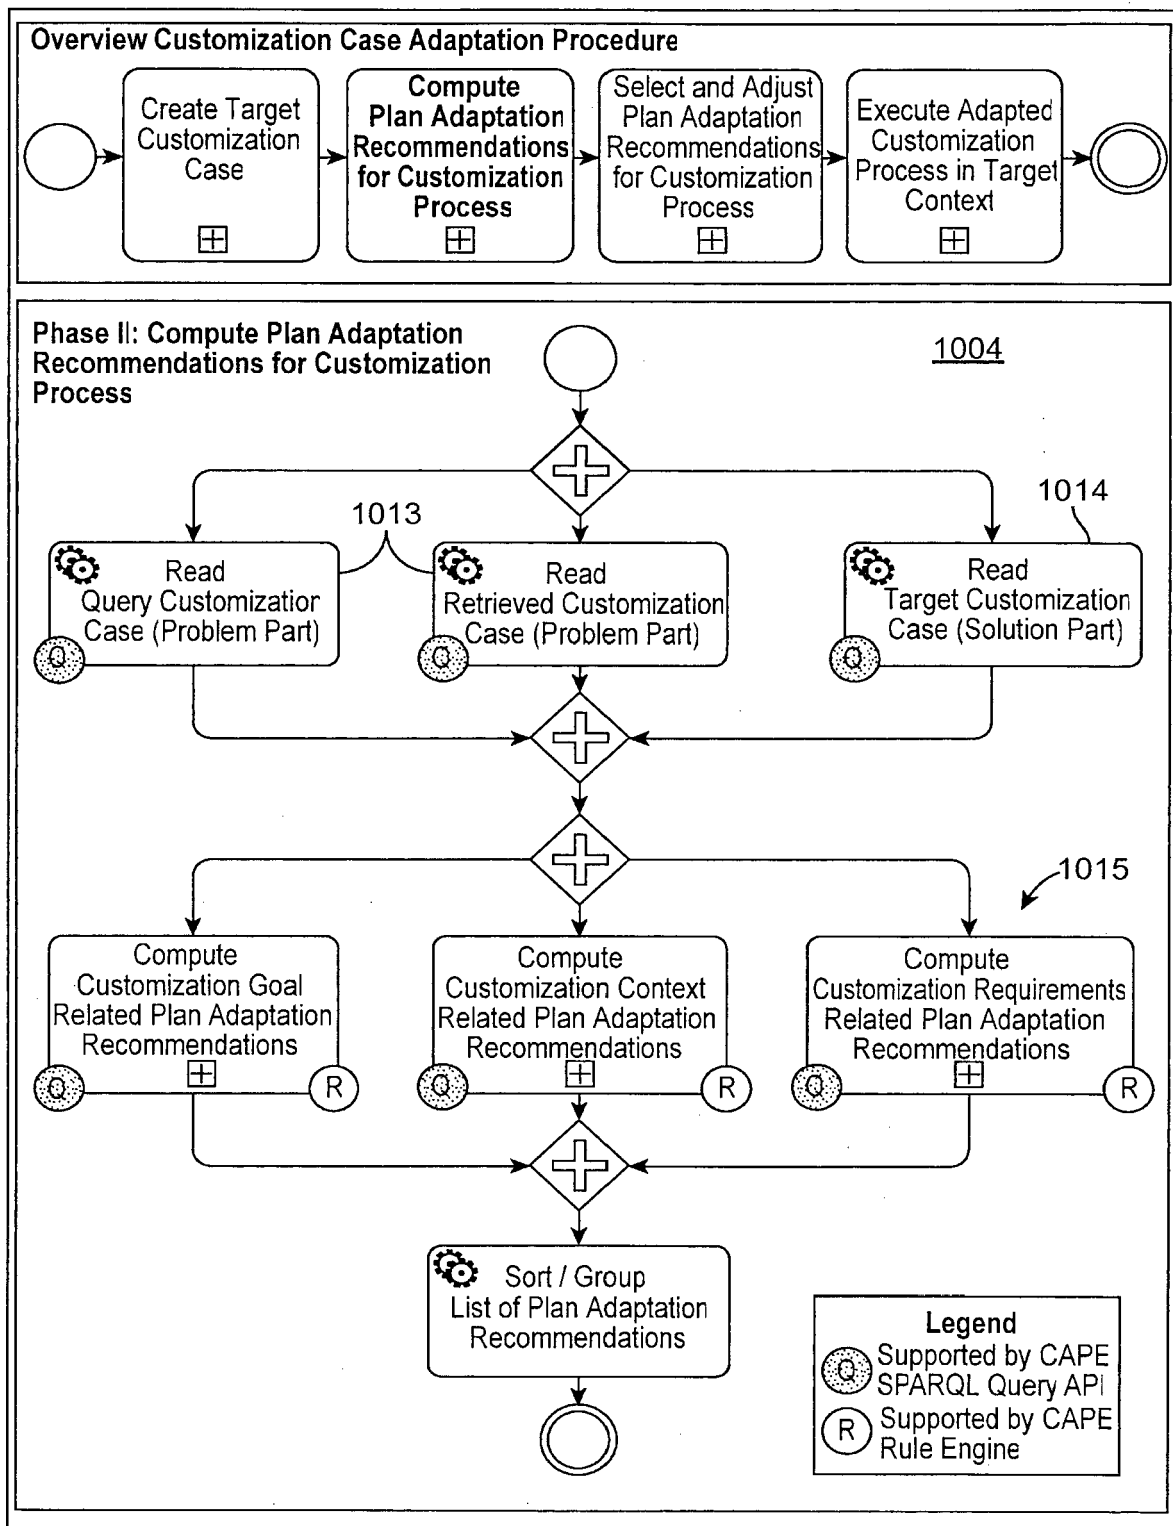 Overview Customization Case Adaptation Procedure
Create Target
Customization
Case
Compute
Plan Adaptation
Recommendations
for Customization
Process
Select and Adjust
Plan Adaptation
Recommendations
for Customization
Process
Execute Adapted
Customization
Process in Target
Context
Phase II: Compute Plan Adaptation
Recommendations for Customization
Process
1004
1013
1014
Read
Query Customization
Case (Problem Part)
Q
Read
Retrieved Customization
Case (Problem Part)
Q
Read
Target Customization
Case (Solution Part)
Q
1015
Compute
Customization Goal
Related Plan Adaptation
Recommendations
Q
R
Compute
Customization Context
Related Plan Adaptation
Recommendations
Q
R
Compute
Customization Requirements
Related Plan Adaptation
Recommendations
Q
R
Sort / Group
List of Plan Adaptation
Recommendations
Legend
Q
Supported by CAPE
SPARQL Query API
R
Supported by CAPE
Rule Engine